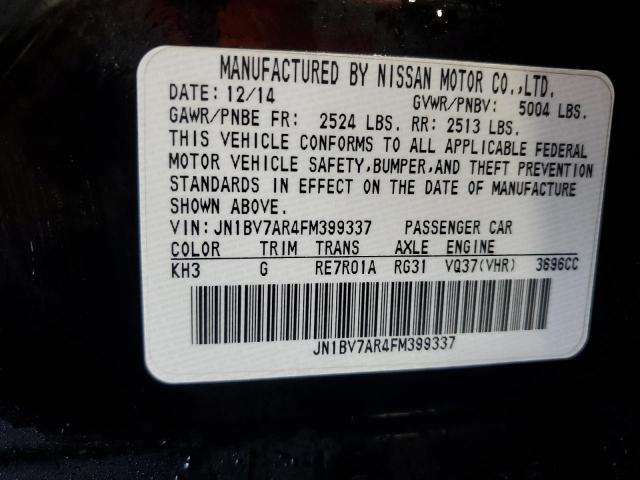 MANUFACTURED BY NISSAN MOTOR CO.,LTD.
DATE: 12/14 GVWR/PNBV: 5004 LBS.
GAWR/PNBE FR: 2524 LBS. RR: 2513 LBS.
THIS VEHICLE CONFORMS TO ALL APPLICABLE FEDERAL
MOTOR VEHICLE SAFETY,BUMPER,AND THEFT PREVENTION
STANDARDS IN EFFECT ON THE DATE OF MANUFACTURE
SHOWN ABOVE.
VIN: JN1BV7AR4FM399337 PASSENGER CAR
COLOR TRIM TRANS AXLE ENGINE
KH3 G RE7R01A RG31 VQ37(VHR) 3696CC
JN1BV7AR4FM399337